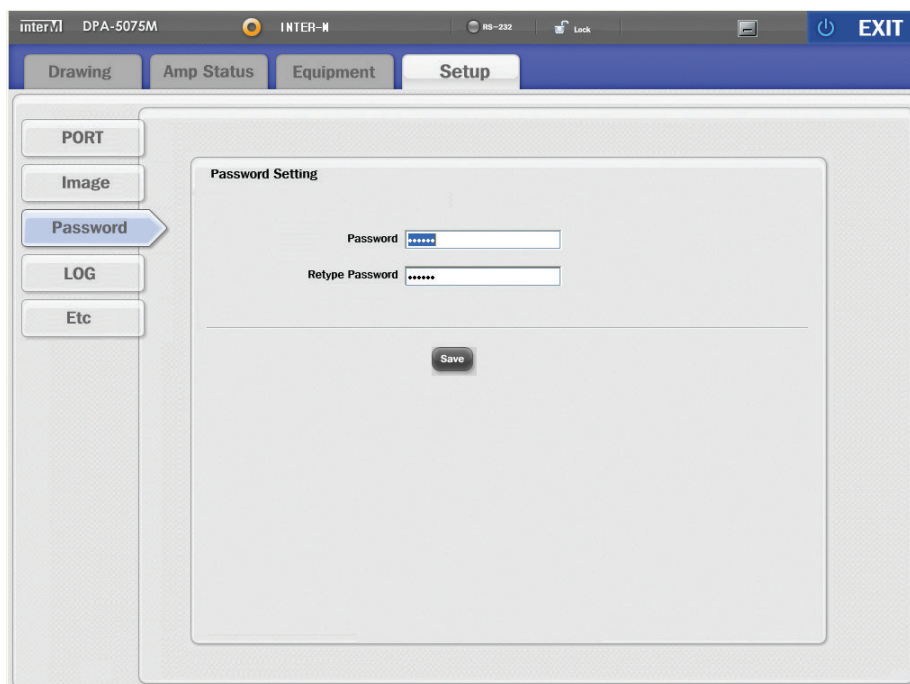 interM DPA-5075M INTER-M RS-232 Lock EXIT
Drawing Amp Status Equipment Setup
PORT
Image
Password
LOG
Etc
Password Setting
Password ••••••
Retype Password ••••••
Save